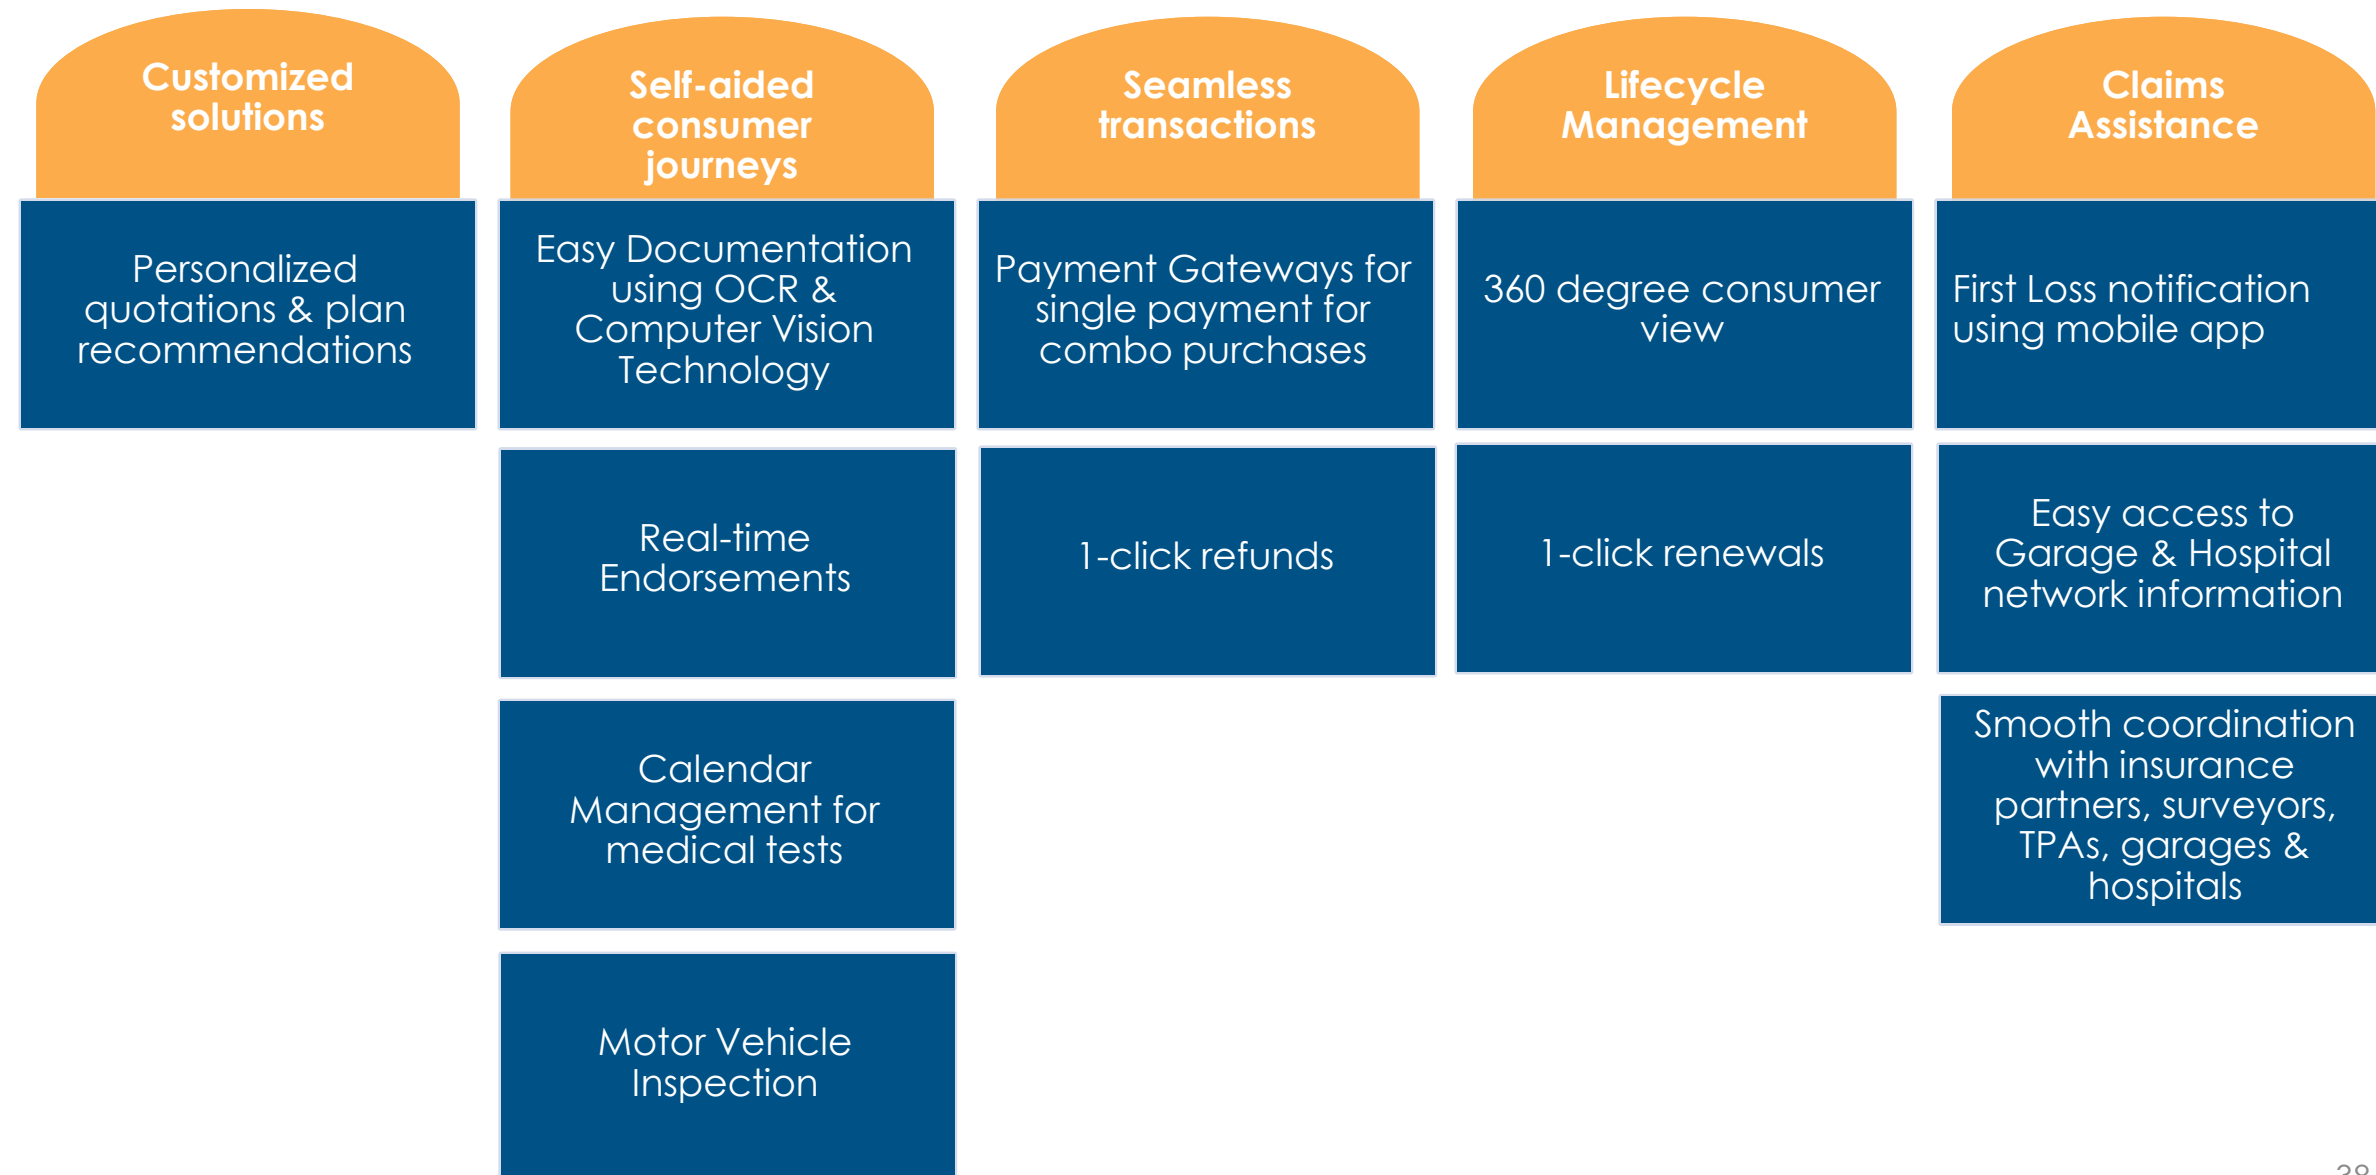 Customized
solutions
Self-aided
consumer
journeys
Seamless
transactions
Lifecycle
Management
Claims
Assistance
Personalized
quotations & plan
recommendations
Easy Documentation
using OCR &
Computer Vision
Technology
Payment Gateways for
single payment for
combo purchases
360 degree consumer
view
First Loss notification
using mobile app
Real-time
Endorsements
1-click refunds
1-click renewals
Easy access to
Garage & Hospital
network information
Calendar
Management for
medical tests
Smooth coordination
with insurance
partners, surveyors,
TPAs, garages &
hospitals
Motor Vehicle
Inspection
38